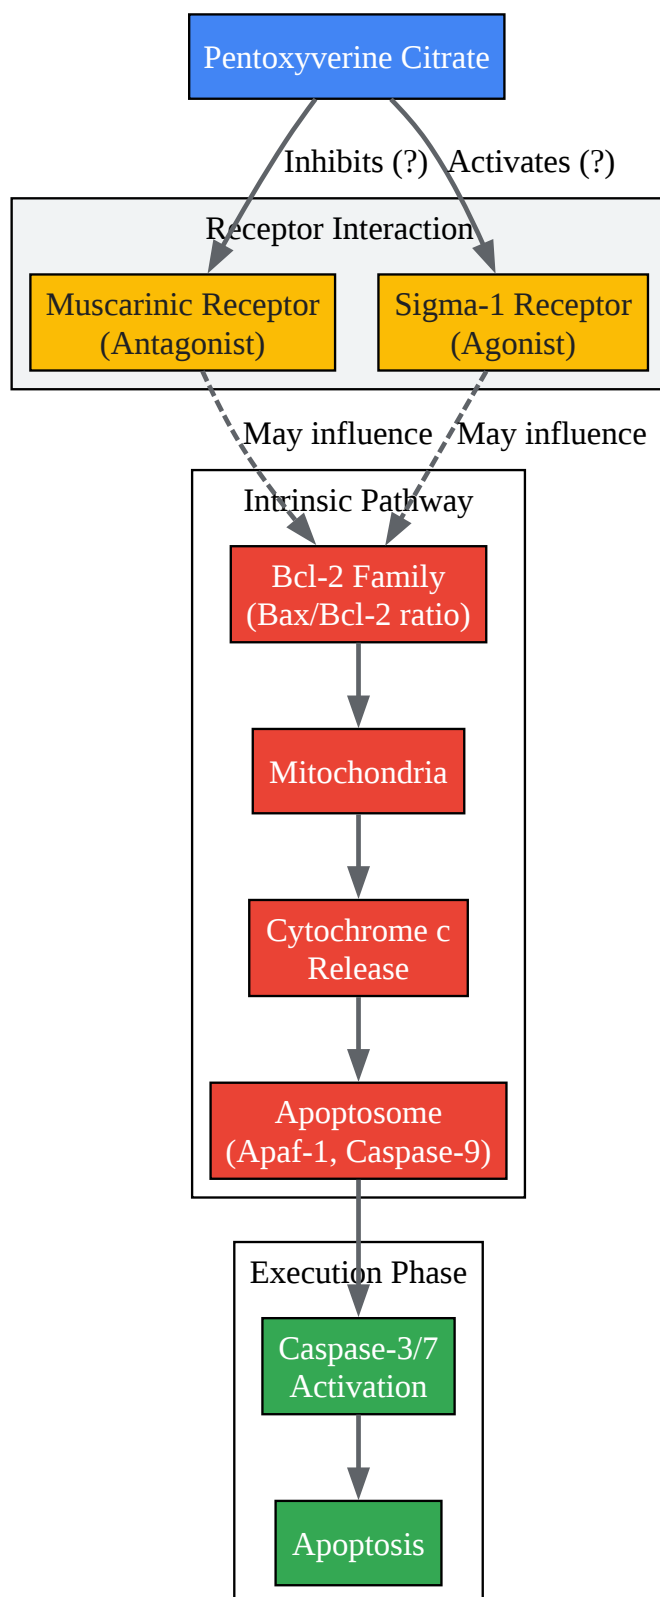 Pentoxyverine Citrate
Inhibits (?)
Activates (?)
Receptor Interaction
Muscarinic Receptor
(Antagonist)
Sigma-1 Receptor
(Agonist)
May influence
May influence
Intrinsic Pathway
Bcl-2 Family
(Bax/Bcl-2 ratio)
Mitochondria
Cytochrome c
Release
Apoptosome
(Apaf-1, Caspase-9)
Execution Phase
Caspase-3/7
Activation
Apoptosis